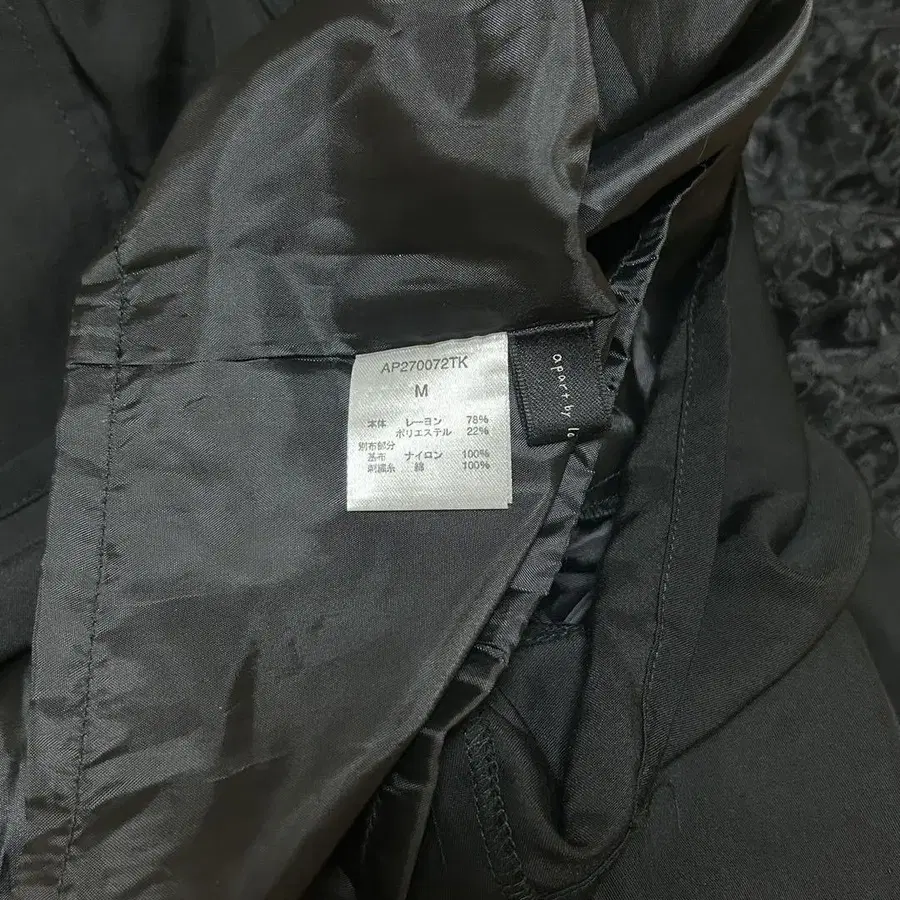 AP270072TK
M
本体 レーヨン 78%
ポリエステル 22%
別布部分
基布 ナイロン 100%
刺繍糸 綿 100%
apart by